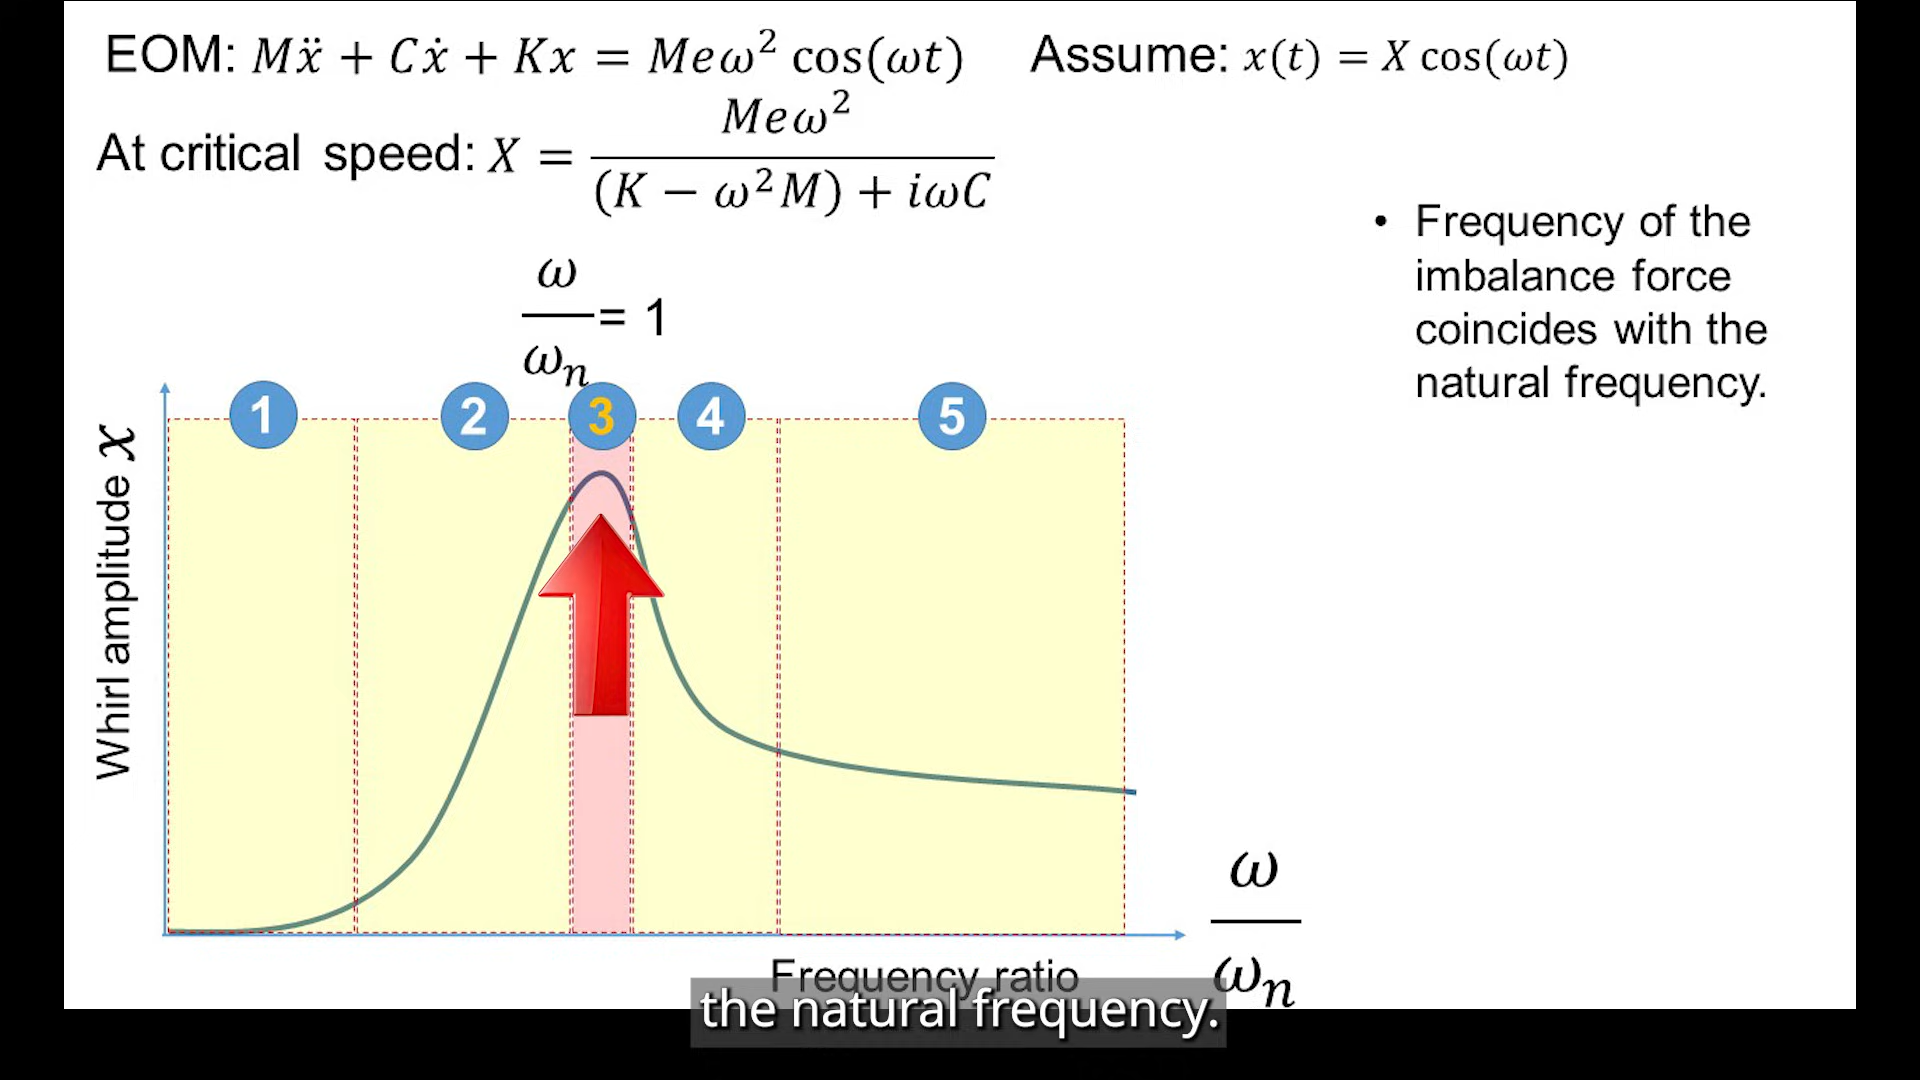 EOM: Mẍ + Cẋ + Kx = Meω² cos(ωt) Assume: x(t) = X cos(ωt)
At critical speed: X = Meω² / (K − ω²M) + iωC
• Frequency of the
imbalance force
coincides with the
natural frequency.
ω/ωₙ = 1
1 2 3 4 5
Whirl amplitude x
Frequency ratio ω/ωₙ
the natural frequency.